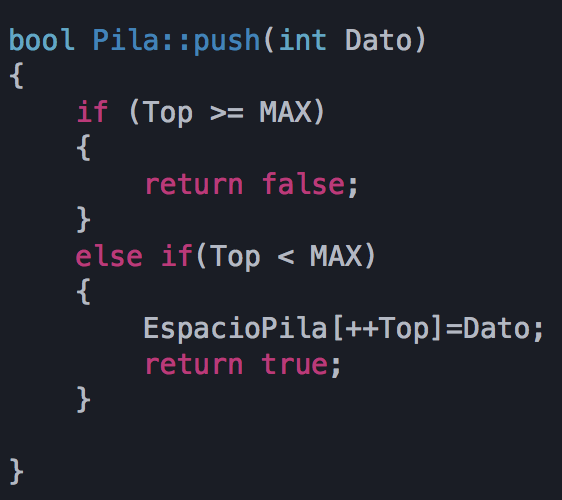 bool Pila::push(int Dato)
{
    if (Top >= MAX)
    {
        return false;
    }
    else if(Top < MAX)
    {
        EspacioPila[++Top]=Dato;
        return true;
    }

}